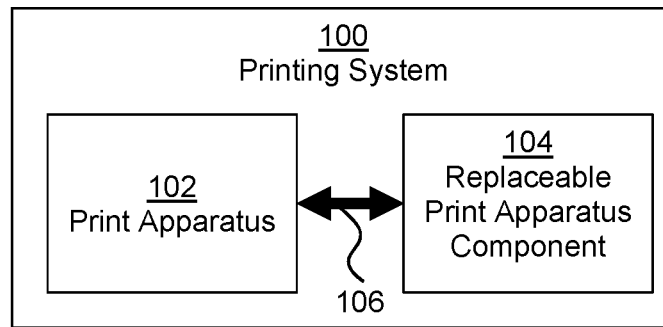 100
Printing System
102
Print Apparatus
104
Replaceable
Print Apparatus
Component
106